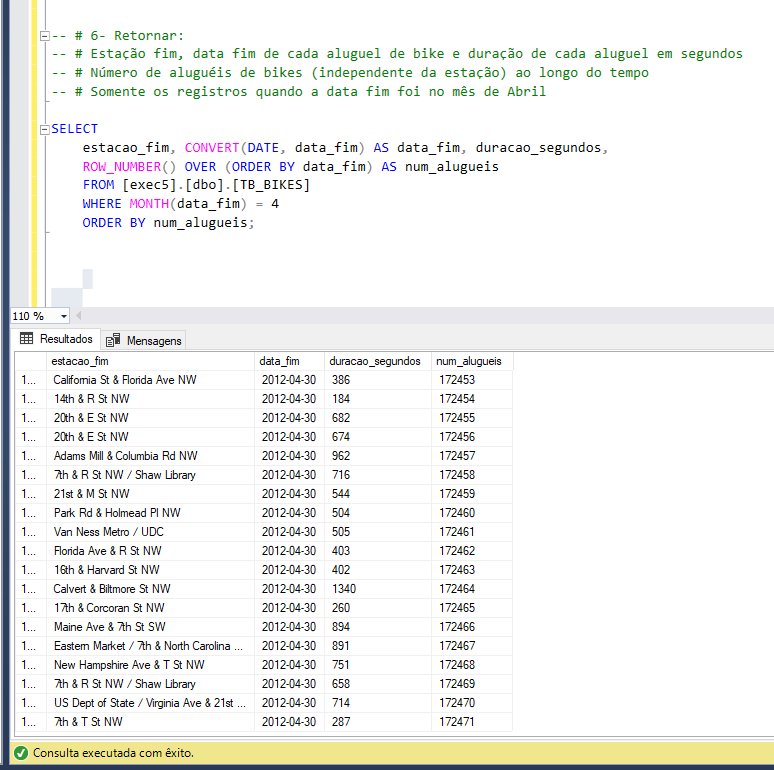 -- # 6- Retornar:
-- # Estação fim, data fim de cada aluguel de bike e duração de cada aluguel em segundos
-- # Número de aluguéis de bikes (independente da estação) ao longo do tempo
-- # Somente os registros quando a data fim foi no mês de Abril
SELECT
estacao_fim, CONVERT(DATE, data_fim) AS data_fim, duracao_segundos,
ROW_NUMBER() OVER (ORDER BY data_fim) AS num_alugueis
FROM [exec5].[dbo].[TB_BIKES]
WHERE MONTH(data_fim) = 4
ORDER BY num_alugueis;
110 %
Resultados Mensagens
estacao_fim data_fim duracao_segundos num_alugueis
1... California St & Florida Ave NW 2012-04-30 386 172453
1... 14th & R St NW 2012-04-30 184 172454
1... 20th & E St NW 2012-04-30 682 172455
1... 20th & E St NW 2012-04-30 674 172456
1... Adams Mill & Columbia Rd NW 2012-04-30 962 172457
1... 7th & R St NW / Shaw Library 2012-04-30 716 172458
1... 21st & M St NW 2012-04-30 544 172459
1... Park Rd & Holmead Pl NW 2012-04-30 504 172460
1... Van Ness Metro / UDC 2012-04-30 505 172461
1... Florida Ave & R St NW 2012-04-30 403 172462
1... 16th & Harvard St NW 2012-04-30 402 172463
1... Calvert & Biltmore St NW 2012-04-30 1340 172464
1... 17th & Corcoran St NW 2012-04-30 260 172465
1... Maine Ave & 7th St SW 2012-04-30 894 172466
1... Eastern Market / 7th & North Carolina ... 2012-04-30 891 172467
1... New Hampshire Ave & T St NW 2012-04-30 751 172468
1... 7th & R St NW / Shaw Library 2012-04-30 658 172469
1... US Dept of State / Virginia Ave & 21st ... 2012-04-30 714 172470
1... 7th & T St NW 2012-04-30 287 172471
Consulta executada com êxito.